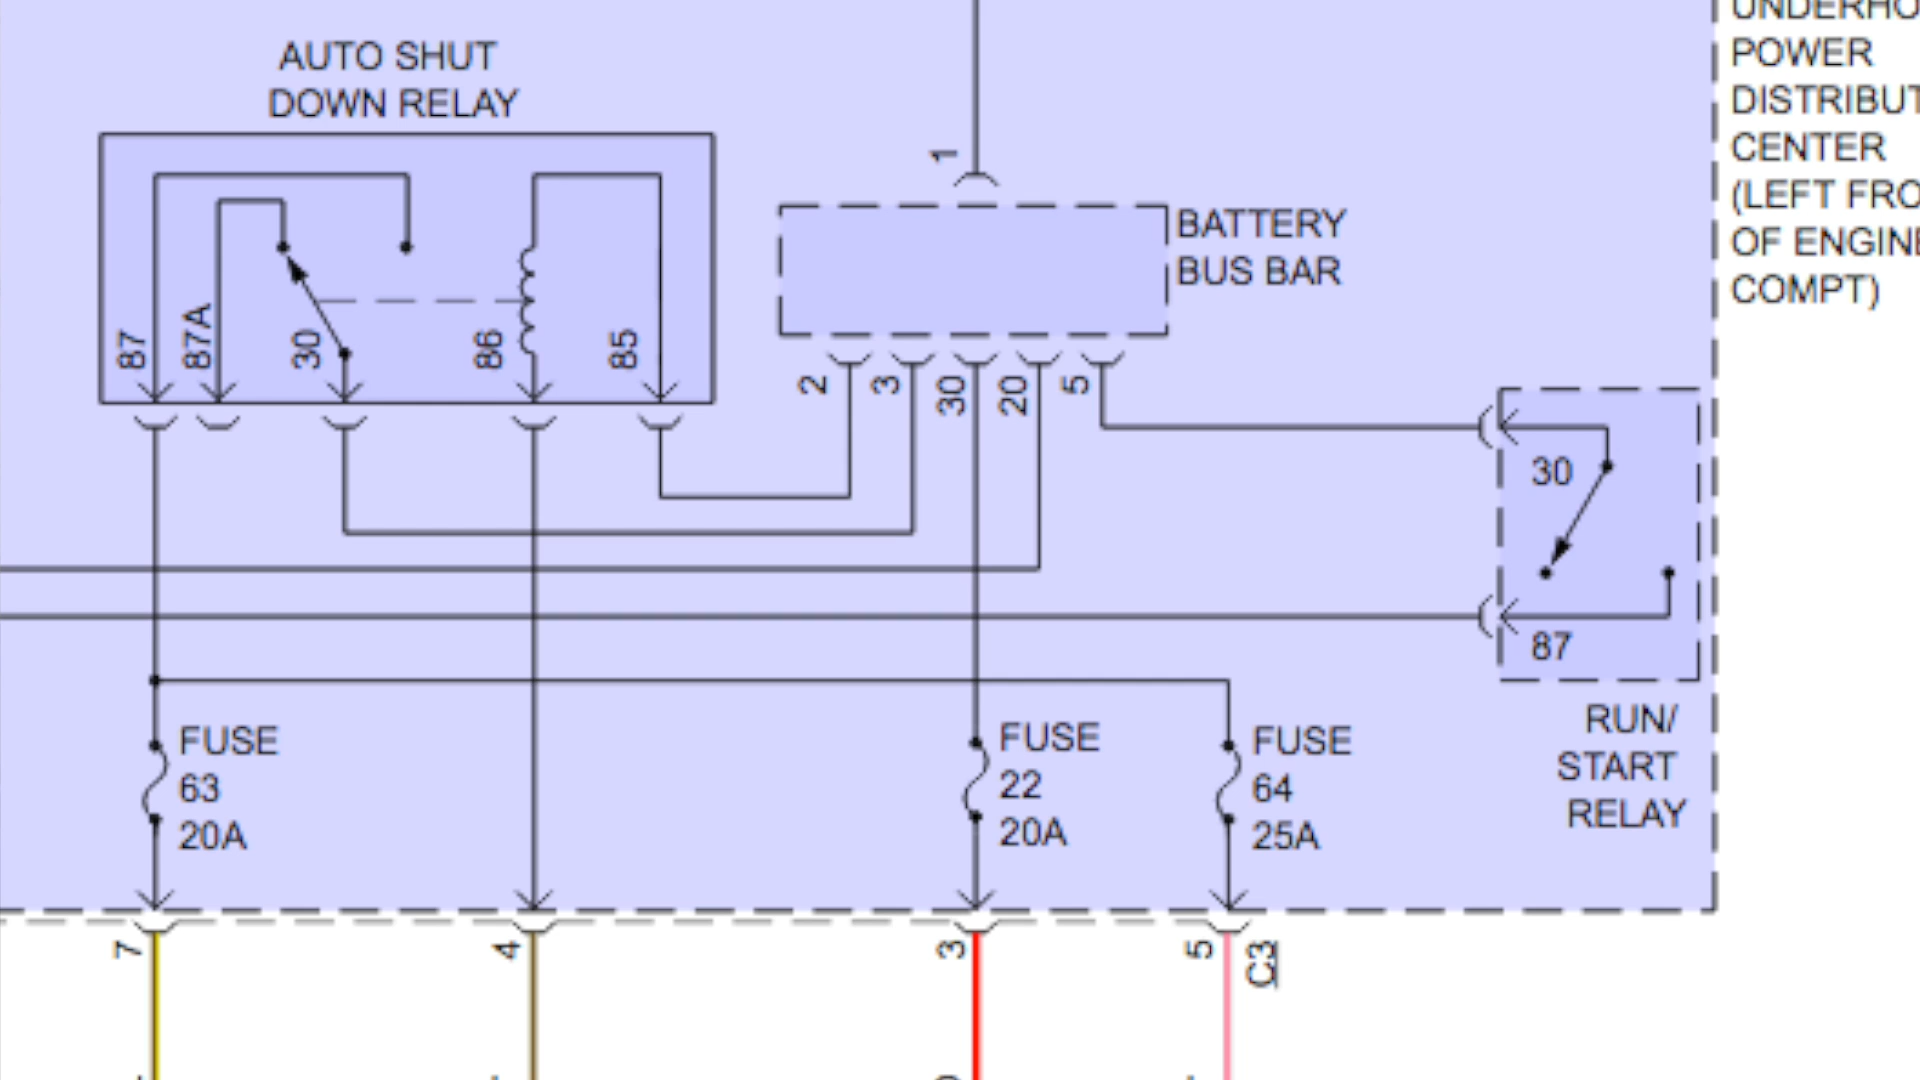 AUTO SHUT
DOWN RELAY
87
87A
30
86
85
1
BATTERY
BUS BAR
2
3
30
20
5
POWER
CENTER
(LEFT
COMPT)
30
87
RUN/
START
RELAY
FUSE
63
20A
FUSE
22
20A
FUSE
64
25A
7
4
3
5
C3